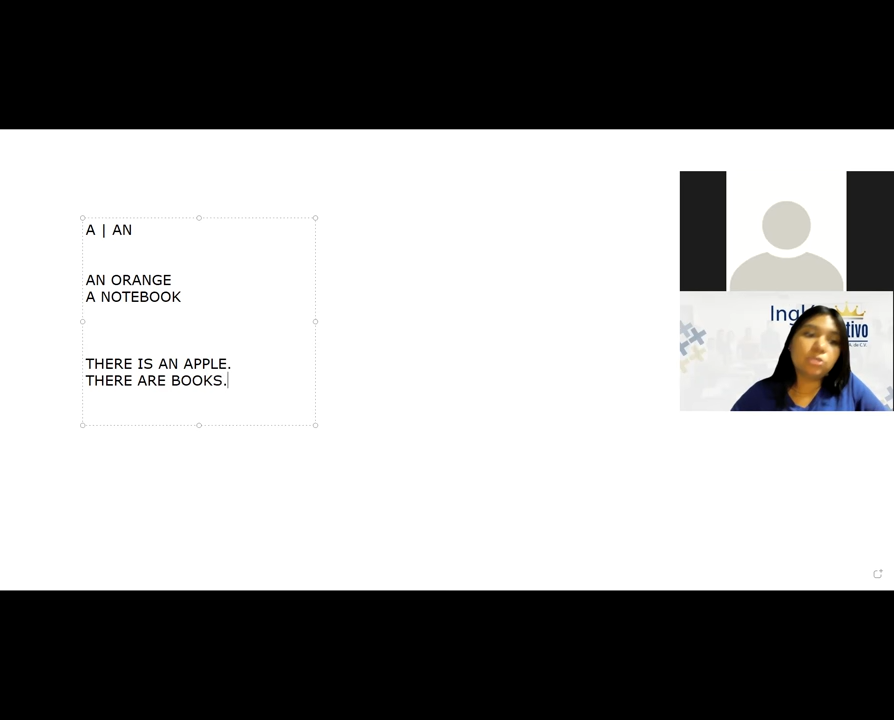 A | AN
AN ORANGE
A NOTEBOOK
THERE IS AN APPLE.
THERE ARE BOOKS.